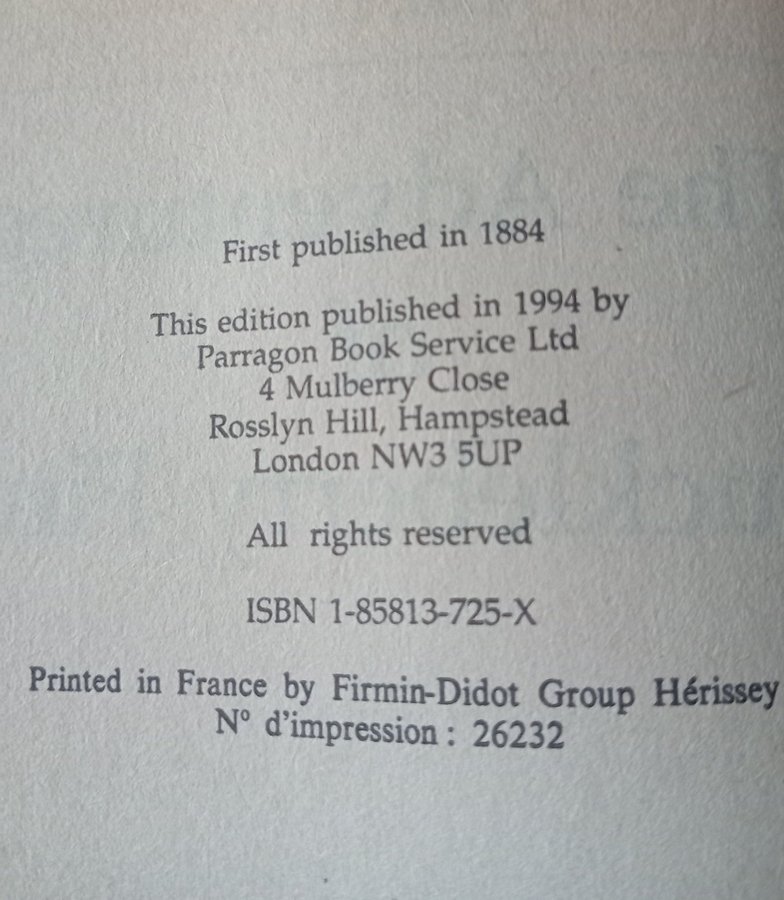 First published in 1884
This edition published in 1994 by
Parragon Book Service Ltd
4 Mulberry Close
Rosslyn Hill, Hampstead
London NW3 5UP
All rights reserved
ISBN 1-85813-725-X
Printed in France by Firmin-Didot Group Hérissey
N° d'impression : 26232